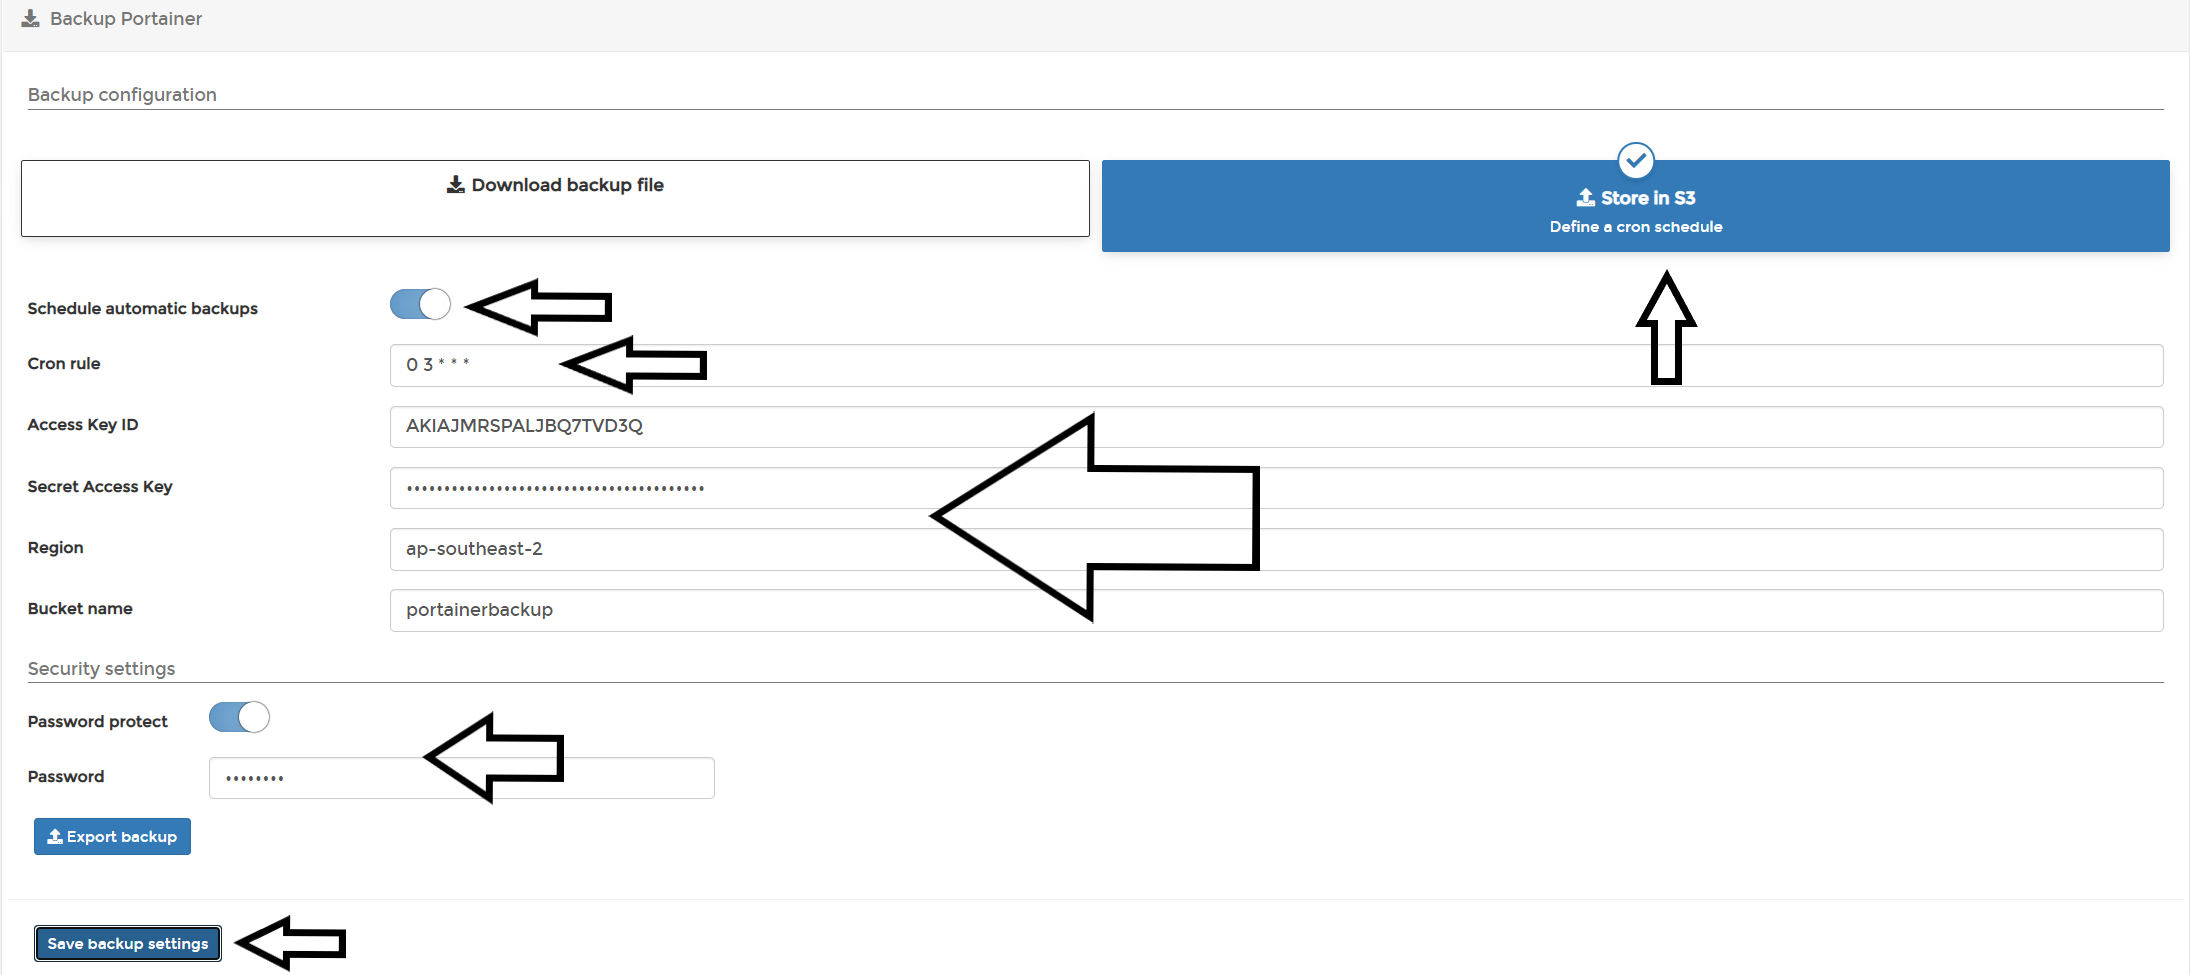 Backup Portainer
Backup configuration
Download backup file
Store in S3
Define a cron schedule
Schedule automatic backups
Cron rule
0 3 * * *
Access Key ID
AKIAJMRSPALJBQ7TVD3Q
Secret Access Key
••••••••••••••••••••••••••••••••••••••••
Region
ap-southeast-2
Bucket name
portainerbackup
Security settings
Password protect
Password
••••••••
Export backup
Save backup settings